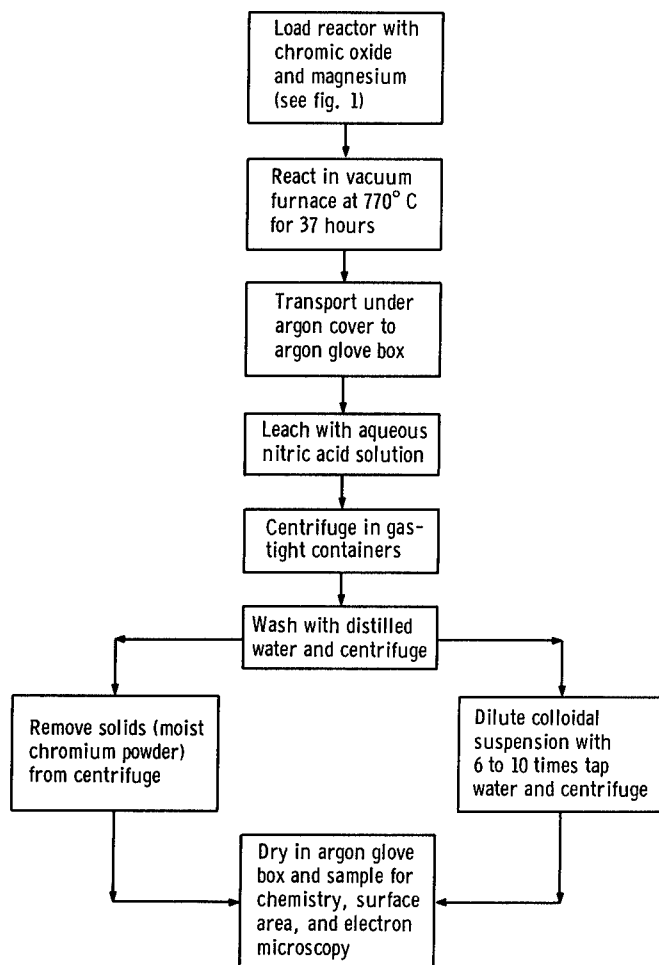 Load reactor with
chromic oxide
and magnesium
(see fig. 1)
React in vacuum
furnace at 770° C
for 37 hours
Transport under
argon cover to
argon glove box
Leach with aqueous
nitric acid solution
Centrifuge in gas-
tight containers
Wash with distilled
water and centrifuge
Remove solids (moist
chromium powder)
from centrifuge
Dilute colloidal
suspension with
6 to 10 times tap
water and centrifuge
Dry in argon glove
box and sample for
chemistry, surface
area, and electron
microscopy